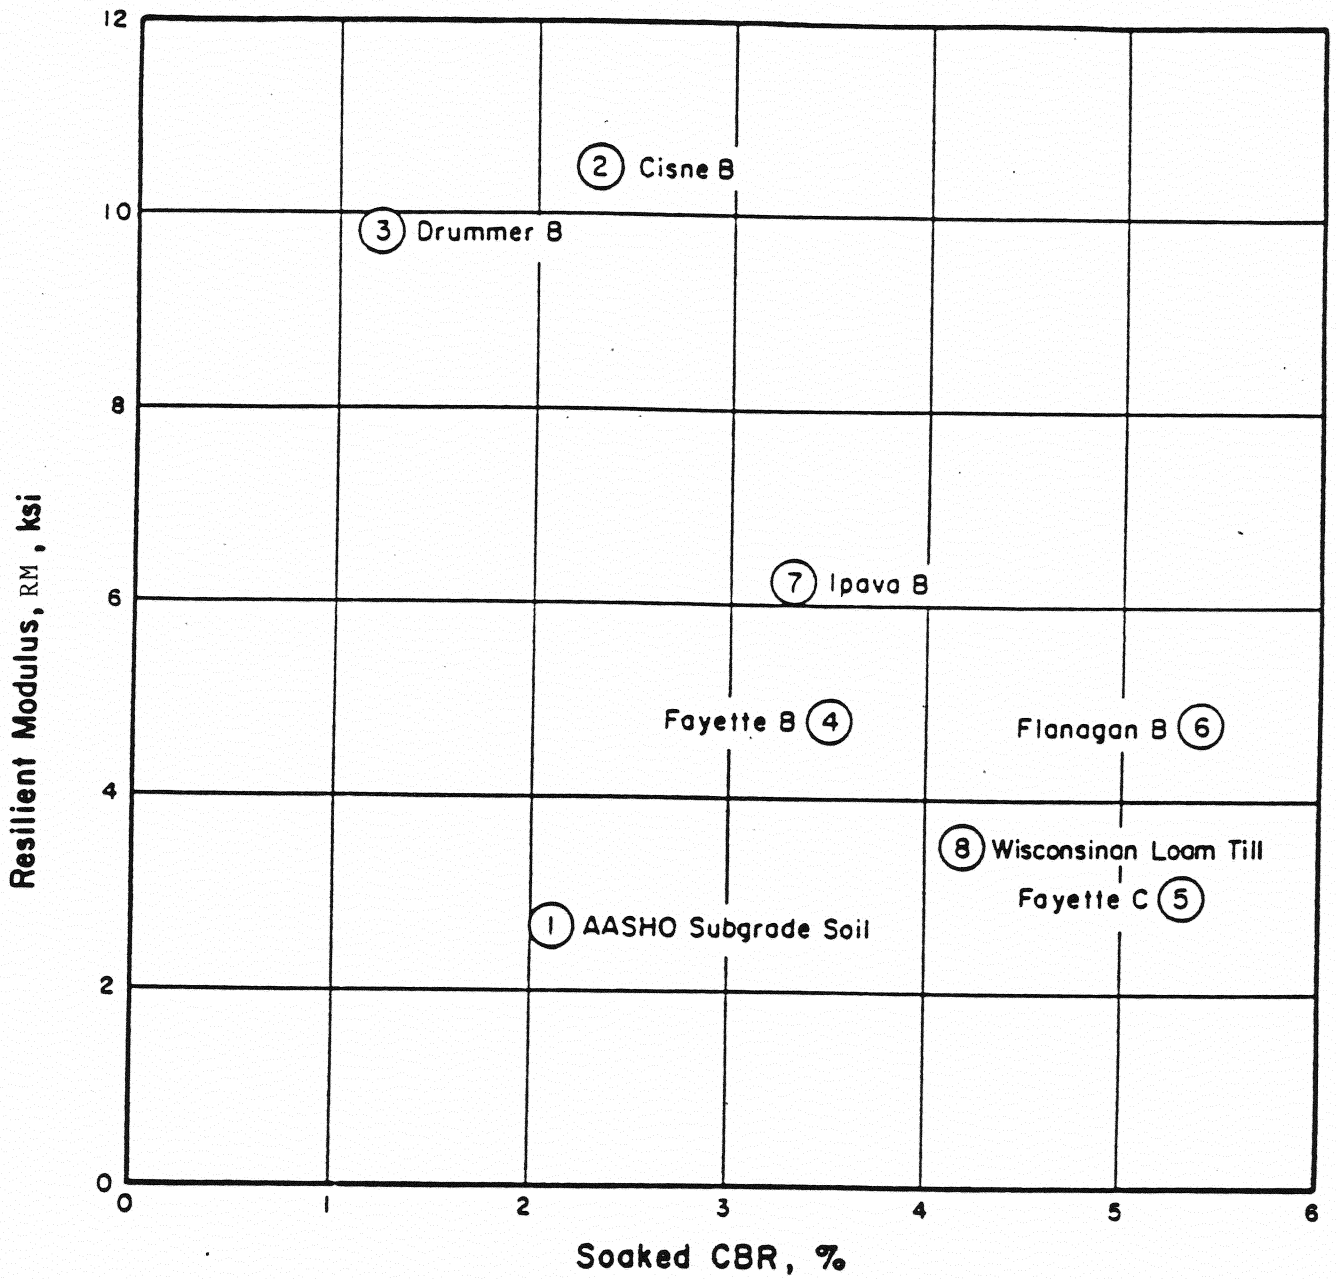 12
2 Cisne B
10
3 Drummer B
8
7 Ipava B
6
Fayette B 4
Flanagan B 6
4
8 Wisconsinan Loam Till
Fayette C 5
1 AASHO Subgrade Soil
2
0
0 1 2 3 4 5 6
Soaked CBR, %
Resilient Modulus, RM, ksi